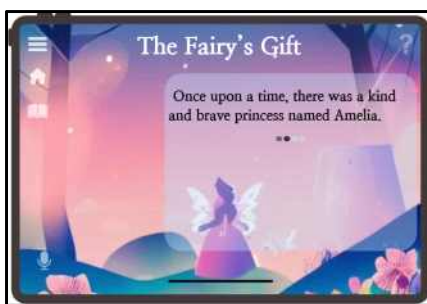 The Fairy's Gift
?
Once upon a time, there was a kind
and brave princess named Amelia.